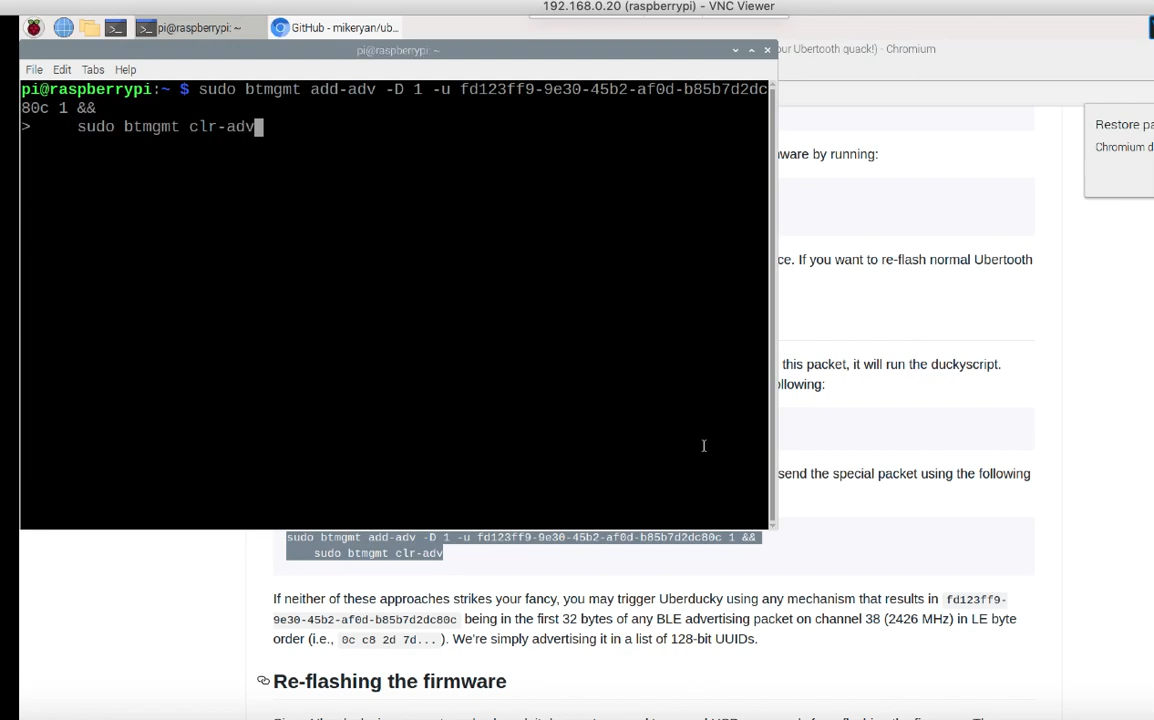 192.168.0.20 (raspberrypi) - VNC Viewer
pi@raspberrypi: ~
GitHub - mikeryan/ub...
pi@raspberrypi: ~
our Ubertooth quack!) · Chromium
File Edit Tabs Help
pi@raspberrypi:~ $ sudo btmgmt add-adv -D 1 -u fd123ff9-9e30-45b2-af0d-b85b7d2dc
80c 1 &&
> sudo btmgmt clr-adv
Restore pa
Chromium d
ware by running:
ce. If you want to re-flash normal Ubertooth
this packet, it will run the duckyscript.
ollowing:
send the special packet using the following
sudo btmgmt add-adv -D 1 -u fd123ff9-9e30-45b2-af0d-b85b7d2dc80c 1 &&
sudo btmgmt clr-adv
If neither of these approaches strikes your fancy, you may trigger Uberducky using any mechanism that results in fd123ff9-
9e30-45b2-af0d-b85b7d2dc80c being in the first 32 bytes of any BLE advertising packet on channel 38 (2426 MHz) in LE byte
order (i.e., 0c c8 2d 7d... ). We're simply advertising it in a list of 128-bit UUIDs.
Re-flashing the firmware